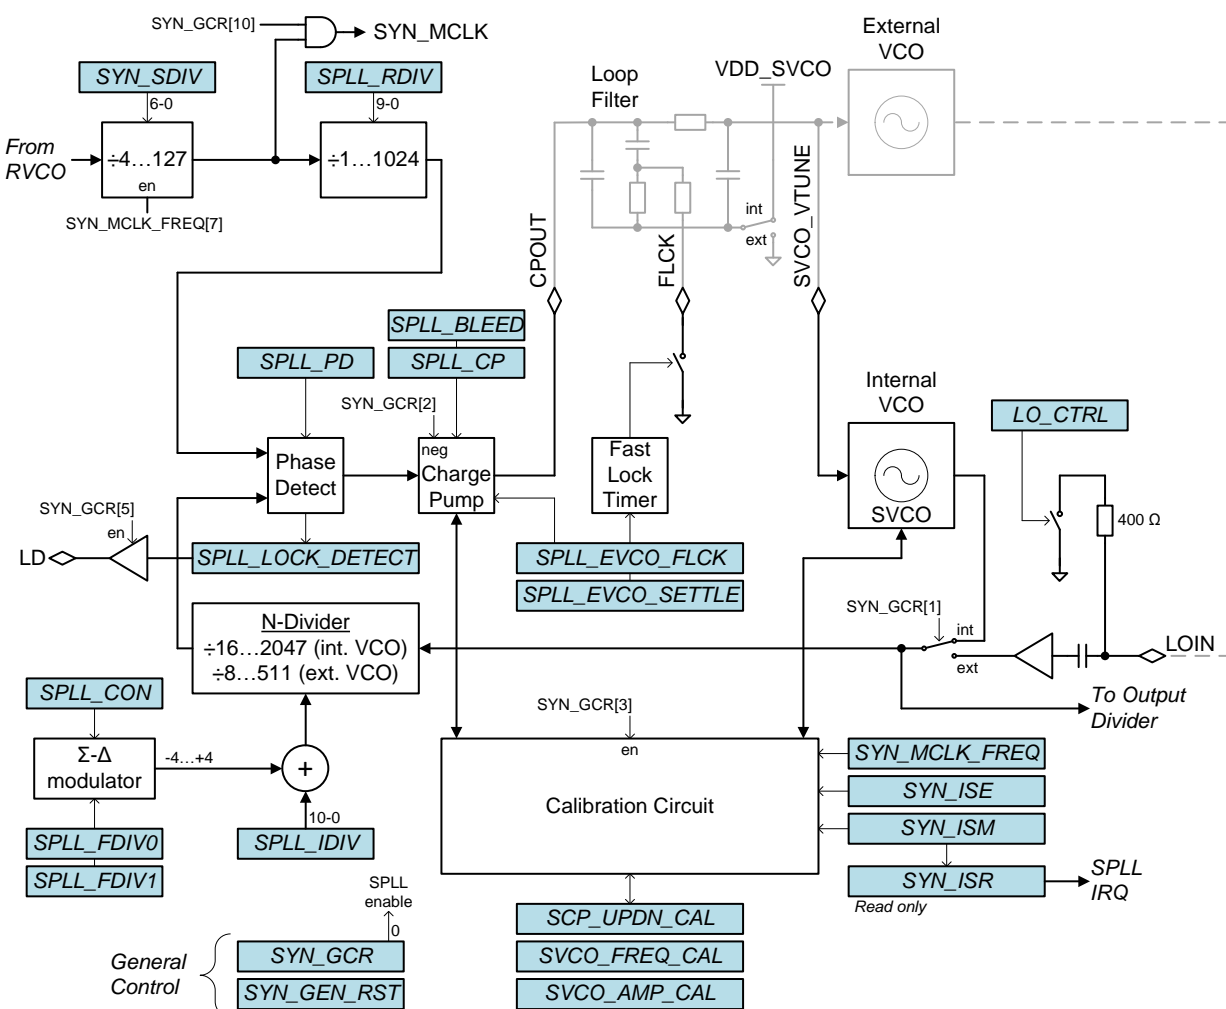 SYN_GCR[10]
SYN_MCLK
External
VCO
SYN_SDIV
SPLL_RDIV
Loop
Filter
VDD_SVCO
6-0
9-0
From
RVCO
÷4…127
en
÷1…1024
SYN_MCLK_FREQ[7]
int
ext
CPOUT
FLCK
SVCO_VTUNE
SPLL_BLEED
SPLL_PD
SPLL_CP
SYN_GCR[2]
Internal
VCO
LO_CTRL
neg
Phase
Detect
Charge
Pump
Fast
Lock
Timer
SVCO
400 Ω
SYN_GCR[5]
en
LD
SPLL_LOCK_DETECT
SPLL_EVCO_FLCK
SPLL_EVCO_SETTLE
SYN_GCR[1]
int
ext
LOIN
N-Divider
÷16…2047 (int. VCO)
÷8…511 (ext. VCO)
SPLL_CON
To Output
Divider
SYN_GCR[3]
en
Σ-Δ
modulator
-4…+4
+
10-0
SPLL_FDIV0
SPLL_FDIV1
SPLL_IDIV
Calibration Circuit
SYN_MCLK_FREQ
SYN_ISE
SYN_ISM
SYN_ISR
Read only
SPLL
IRQ
SPLL
enable
0
General
Control
SYN_GCR
SYN_GEN_RST
SCP_UPDN_CAL
SVCO_FREQ_CAL
SVCO_AMP_CAL